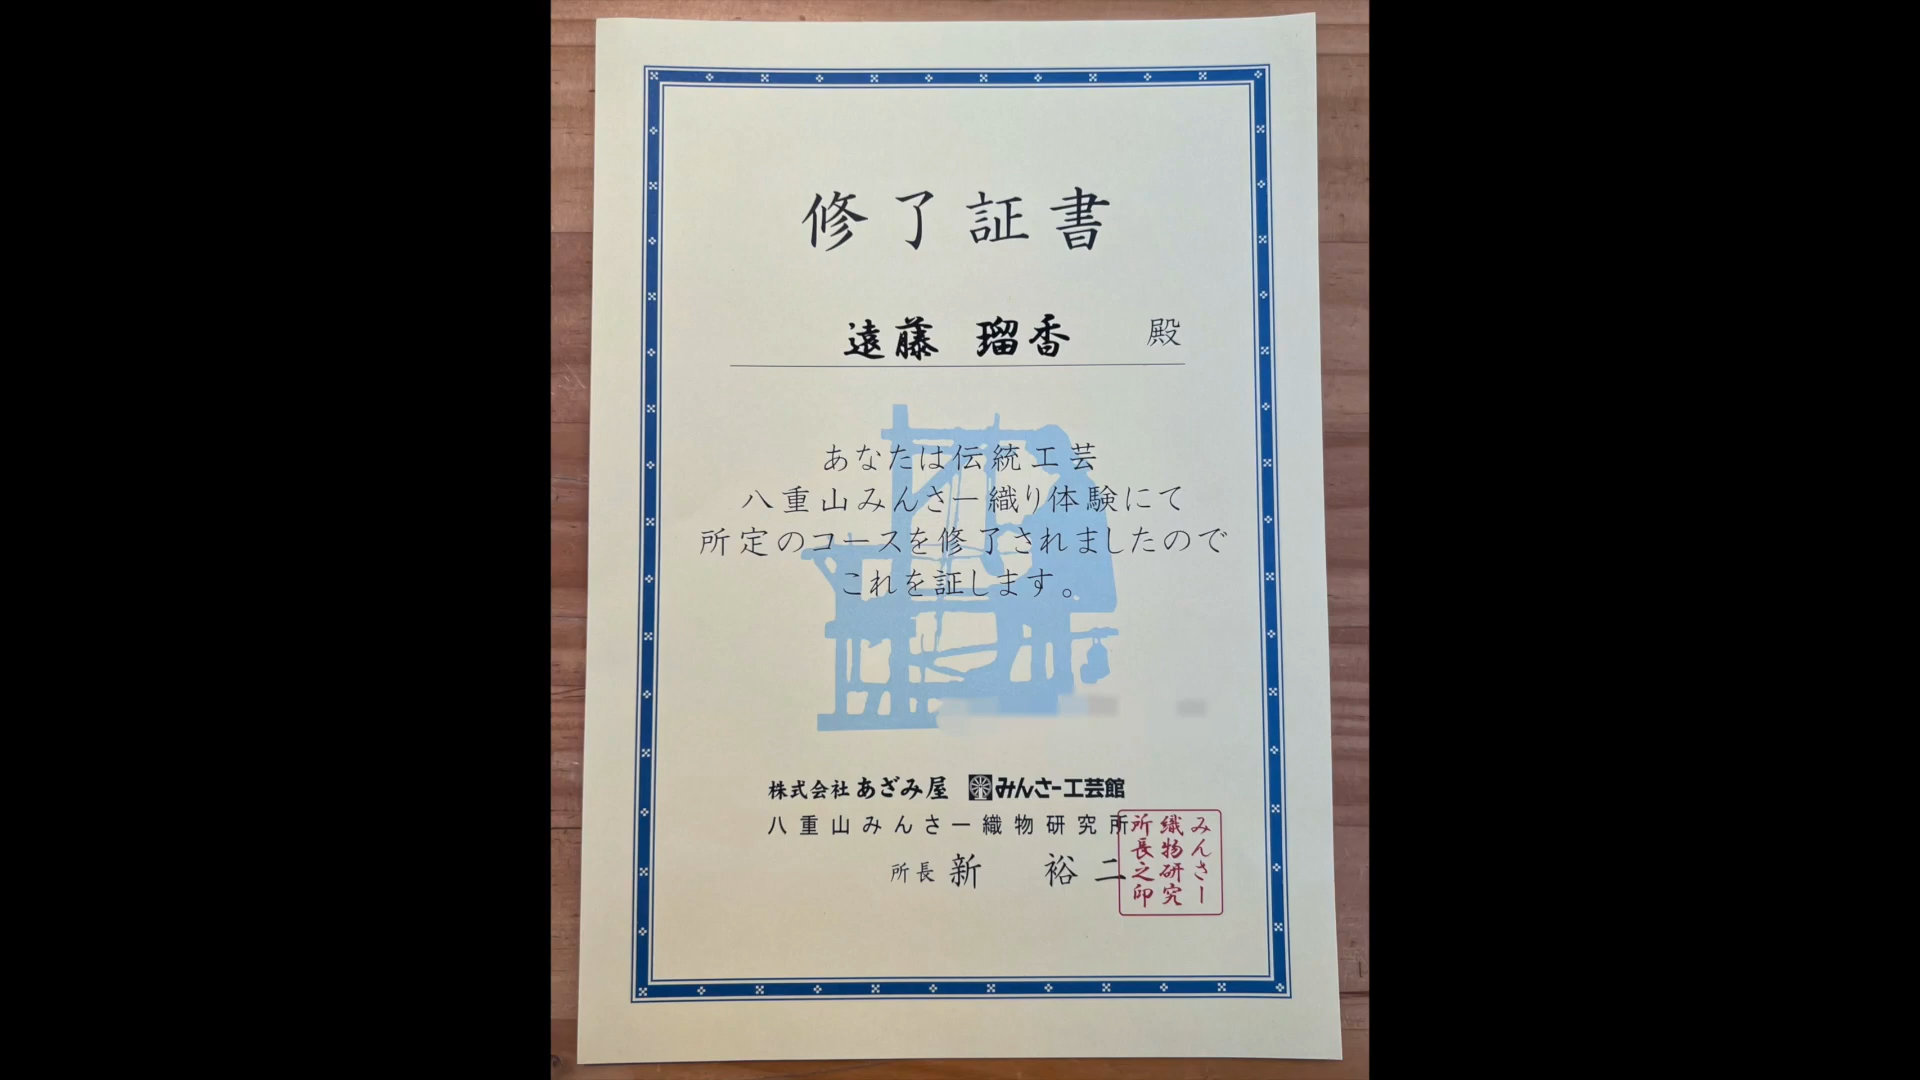 修了証書
遠藤 瑠香 殿
あなたは伝統工芸
八重山みんさー織り体験にて
所定のコースを修了されましたので
これを証します。
株式会社あざみ屋 みんさー工芸館
八重山みんさー織物研究所
所長 新 裕二
みんさー
織物研究
所長之印